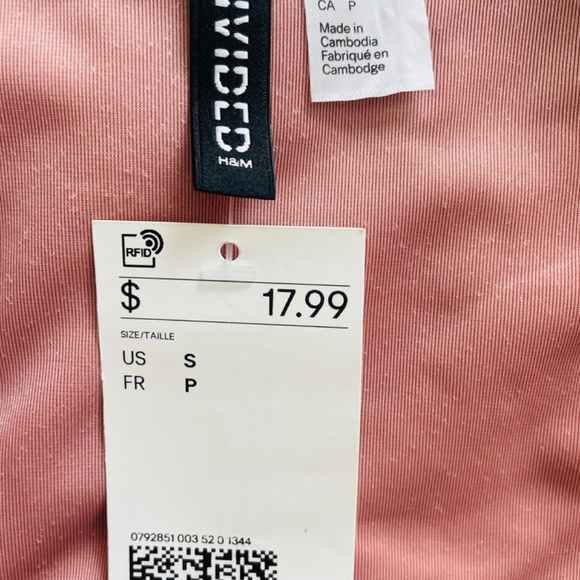 IVIDED
H&M
CA P
Made in
Cambodia
Fabriqué en
Cambodge
RFID
$ 17.99
SIZE/TAILLE
US S
FR P
0792851 003 52 0 1344